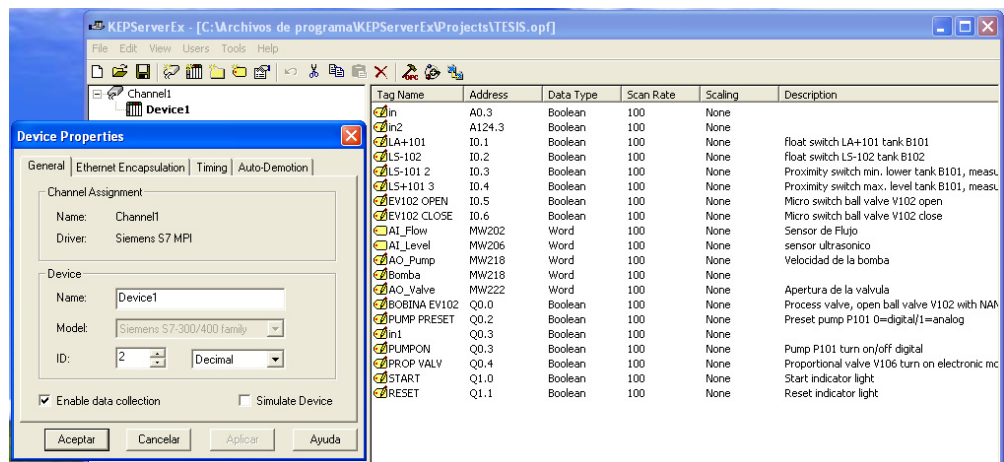 KEPServerEx - [C:\Archivos de programa\KEPServerEx\Projects\TESIS.opf]
File Edit View Users Tools Help
Channel1
Device1
Tag Name Address Data Type Scan Rate Scaling Description
in A0.3 Boolean 100 None
in2 A124.3 Boolean 100 None
LA+101 I0.1 Boolean 100 None float switch LA+101 tank B101
LS-102 I0.2 Boolean 100 None float switch LS-102 tank B102
LS-101 2 I0.3 Boolean 100 None Proximity switch min. lower tank B101, measu
LS+101 3 I0.4 Boolean 100 None Proximity switch max. level tank B101, measu
EV102 OPEN I0.5 Boolean 100 None Micro switch ball valve V102 open
EV102 CLOSE I0.6 Boolean 100 None Micro switch ball valve V102 close
AI_Flow MW202 Word 100 None Sensor de Flujo
AI_Level MW206 Word 100 None sensor ultrasonico
AO_Pump MW218 Word 100 None Velocidad de la bomba
Bomba MW218 Word 100 None
AO_Valve MW222 Word 100 None Apertura de la valvula
BOBINA EV102 Q0.0 Boolean 100 None Process valve, open ball valve V102 with NAM
PUMP PRESET Q0.2 Boolean 100 None Preset pump P101 0=digital/1=analog
in1 Q0.3 Boolean 100 None
PUMPON Q0.3 Boolean 100 None Pump P101 turn on/off digital
PROP VALV Q0.4 Boolean 100 None Proportional valve V106 turn on electronic mc
START Q1.0 Boolean 100 None Start indicator light
RESET Q1.1 Boolean 100 None Reset indicator light
Device Properties
General Ethernet Encapsulation Timing Auto-Demotion
Channel Assignment
Name: Channel1
Driver: Siemens S7 MPI
Device
Name: Device1
Model: Siemens S7-300/400 family
ID: 2 Decimal
Enable data collection Simulate Device
Aceptar Cancelar Aplicar Ayuda